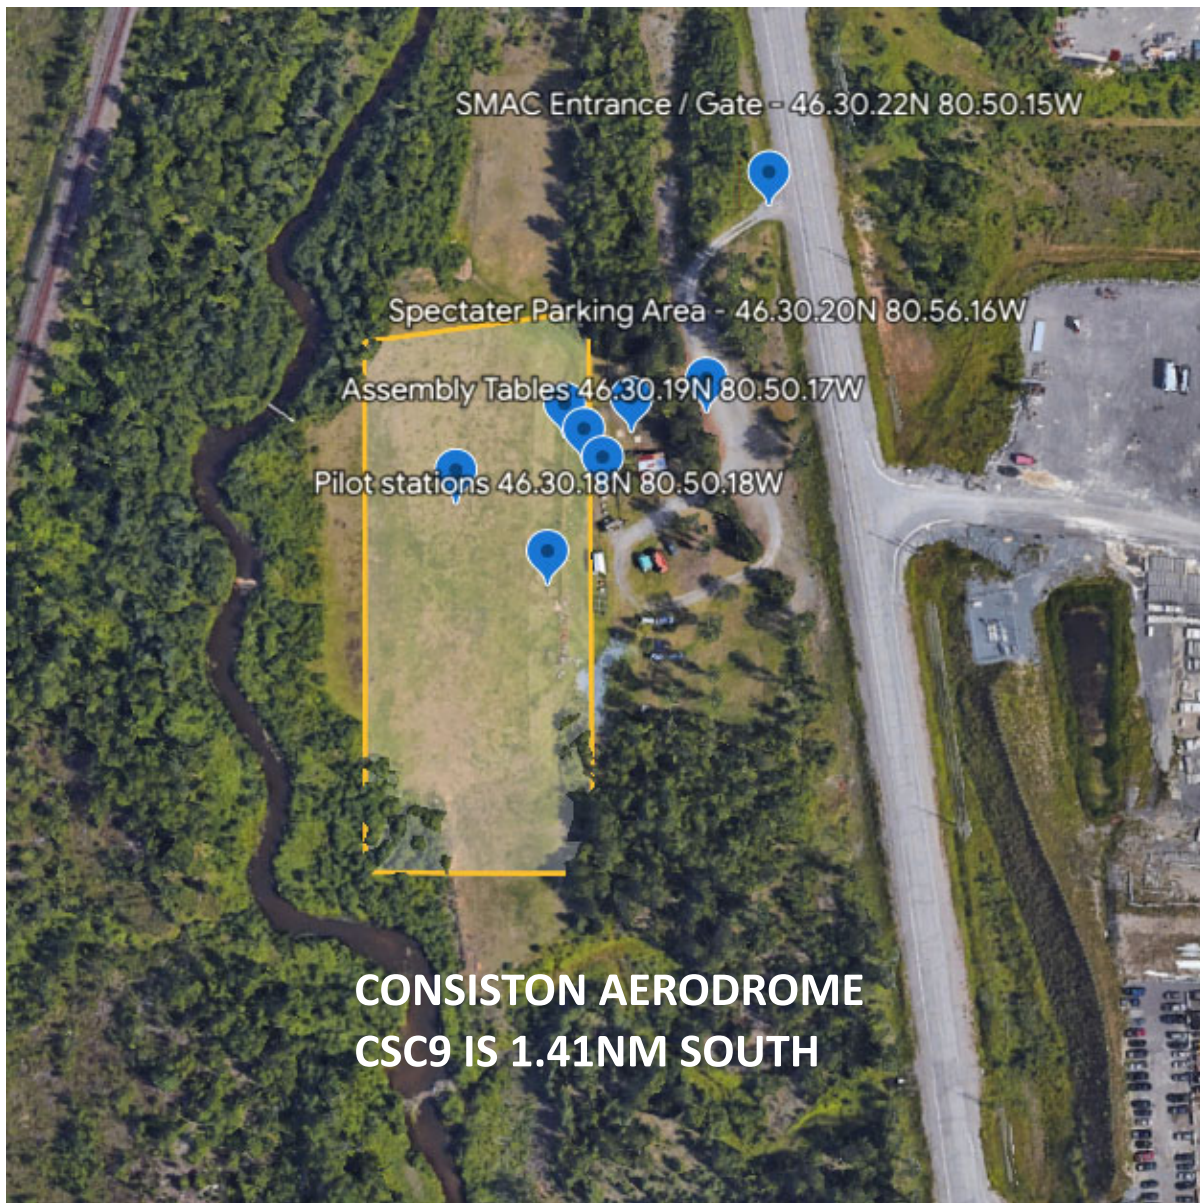 SMAC Entrance / Gate - 46.30.22N 80.50.15W
Spectater Parking Area - 46.30.20N 80.56.16W
Assembly Tables 46.30.19N 80.50.17W
Pilot stations 46.30.18N 80.50.18W
CONSISTON AERODROME
CSC9 IS 1.41NM SOUTH